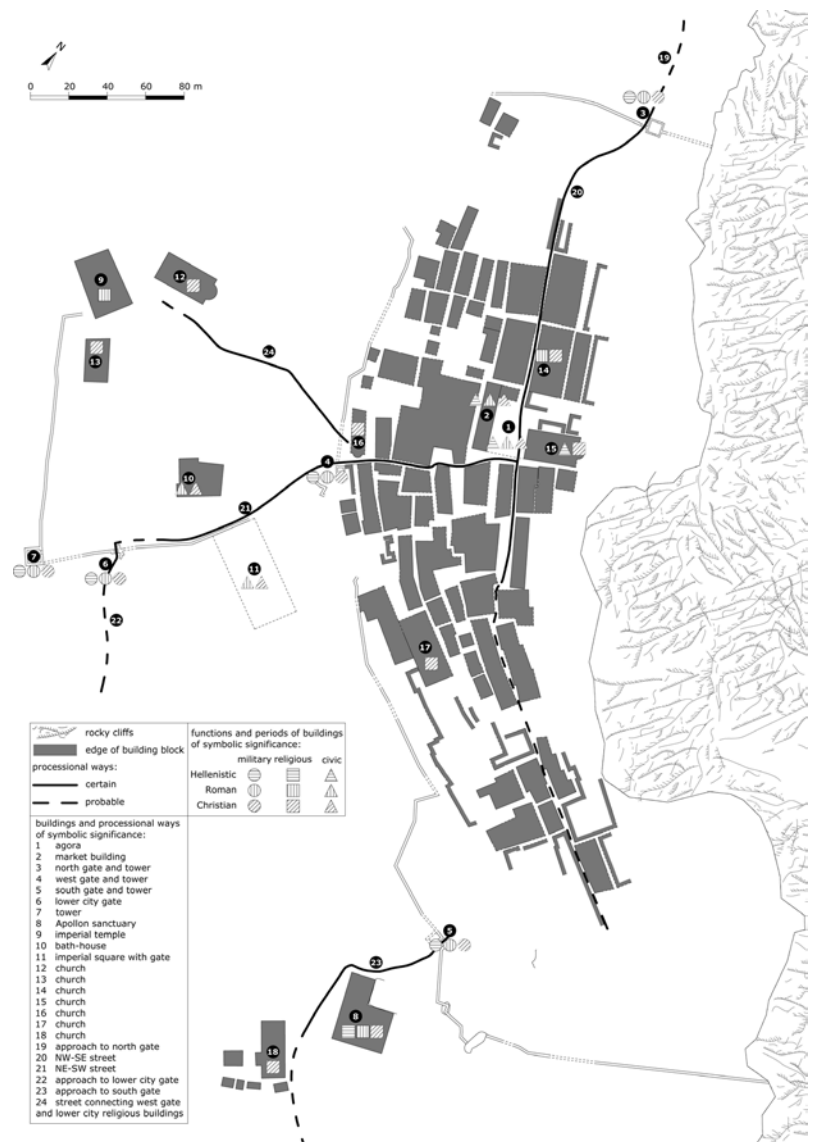 N
0 20 40 60 80 m
19
3
20
9
12
13
24
14
2
1
16
15
4
10
21
7
6
11
22
17
rocky cliffs
edge of building block
processional ways:
certain
probable
functions and periods of buildings
of symbolic significance:
military religious civic
Hellenistic
Roman
Christian
buildings and processional ways
of symbolic significance:
1 agora
2 market building
3 north gate and tower
4 west gate and tower
5 south gate and tower
6 lower city gate
7 tower
8 Apollon sanctuary
9 imperial temple
10 bath-house
11 imperial square with gate
12 church
13 church
14 church
15 church
16 church
17 church
18 church
19 approach to north gate
20 NW-SE street
21 NE-SW street
22 approach to lower city gate
23 approach to south gate
24 street connecting west gate
and lower city religious buildings
5
23
8
18